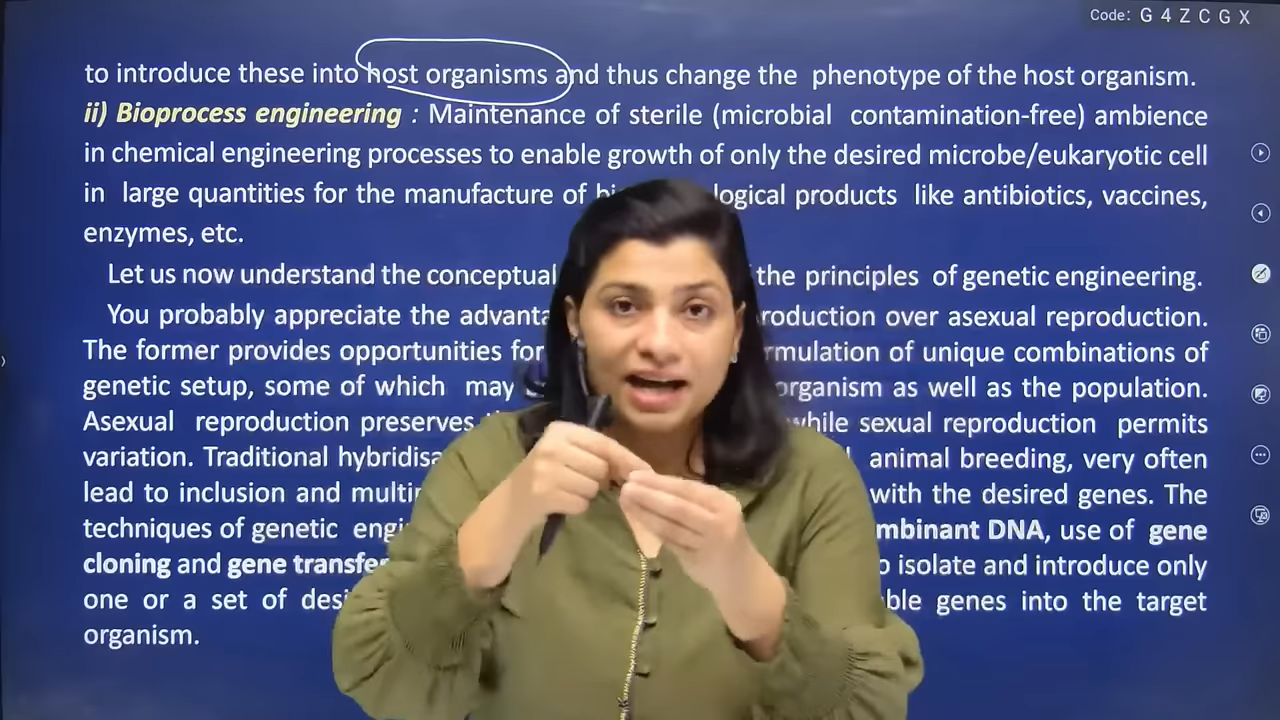 Code: G 4 Z C G X
to introduce these into host organisms and thus change the phenotype of the host organism.
ii) Bioprocess engineering : Maintenance of sterile (microbial contamination-free) ambience
in chemical engineering processes to enable growth of only the desired microbe/eukaryotic cell
in large quantities for the manufacture of logical products like antibiotics, vaccines,
enzymes, etc.
Let us now understand the conceptual the principles of genetic engineering.
You probably appreciate the advanta roduction over asexual reproduction.
The former provides opportunities for rmulation of unique combinations of
genetic setup, some of which may organism as well as the population.
Asexual reproduction preserves while sexual reproduction permits
variation. Traditional hybridisa animal breeding, very often
lead to inclusion and multip with the desired genes. The
techniques of genetic engi mbinant DNA, use of gene
cloning and gene transfer isolate and introduce only
one or a set of desi ble genes into the target
organism.